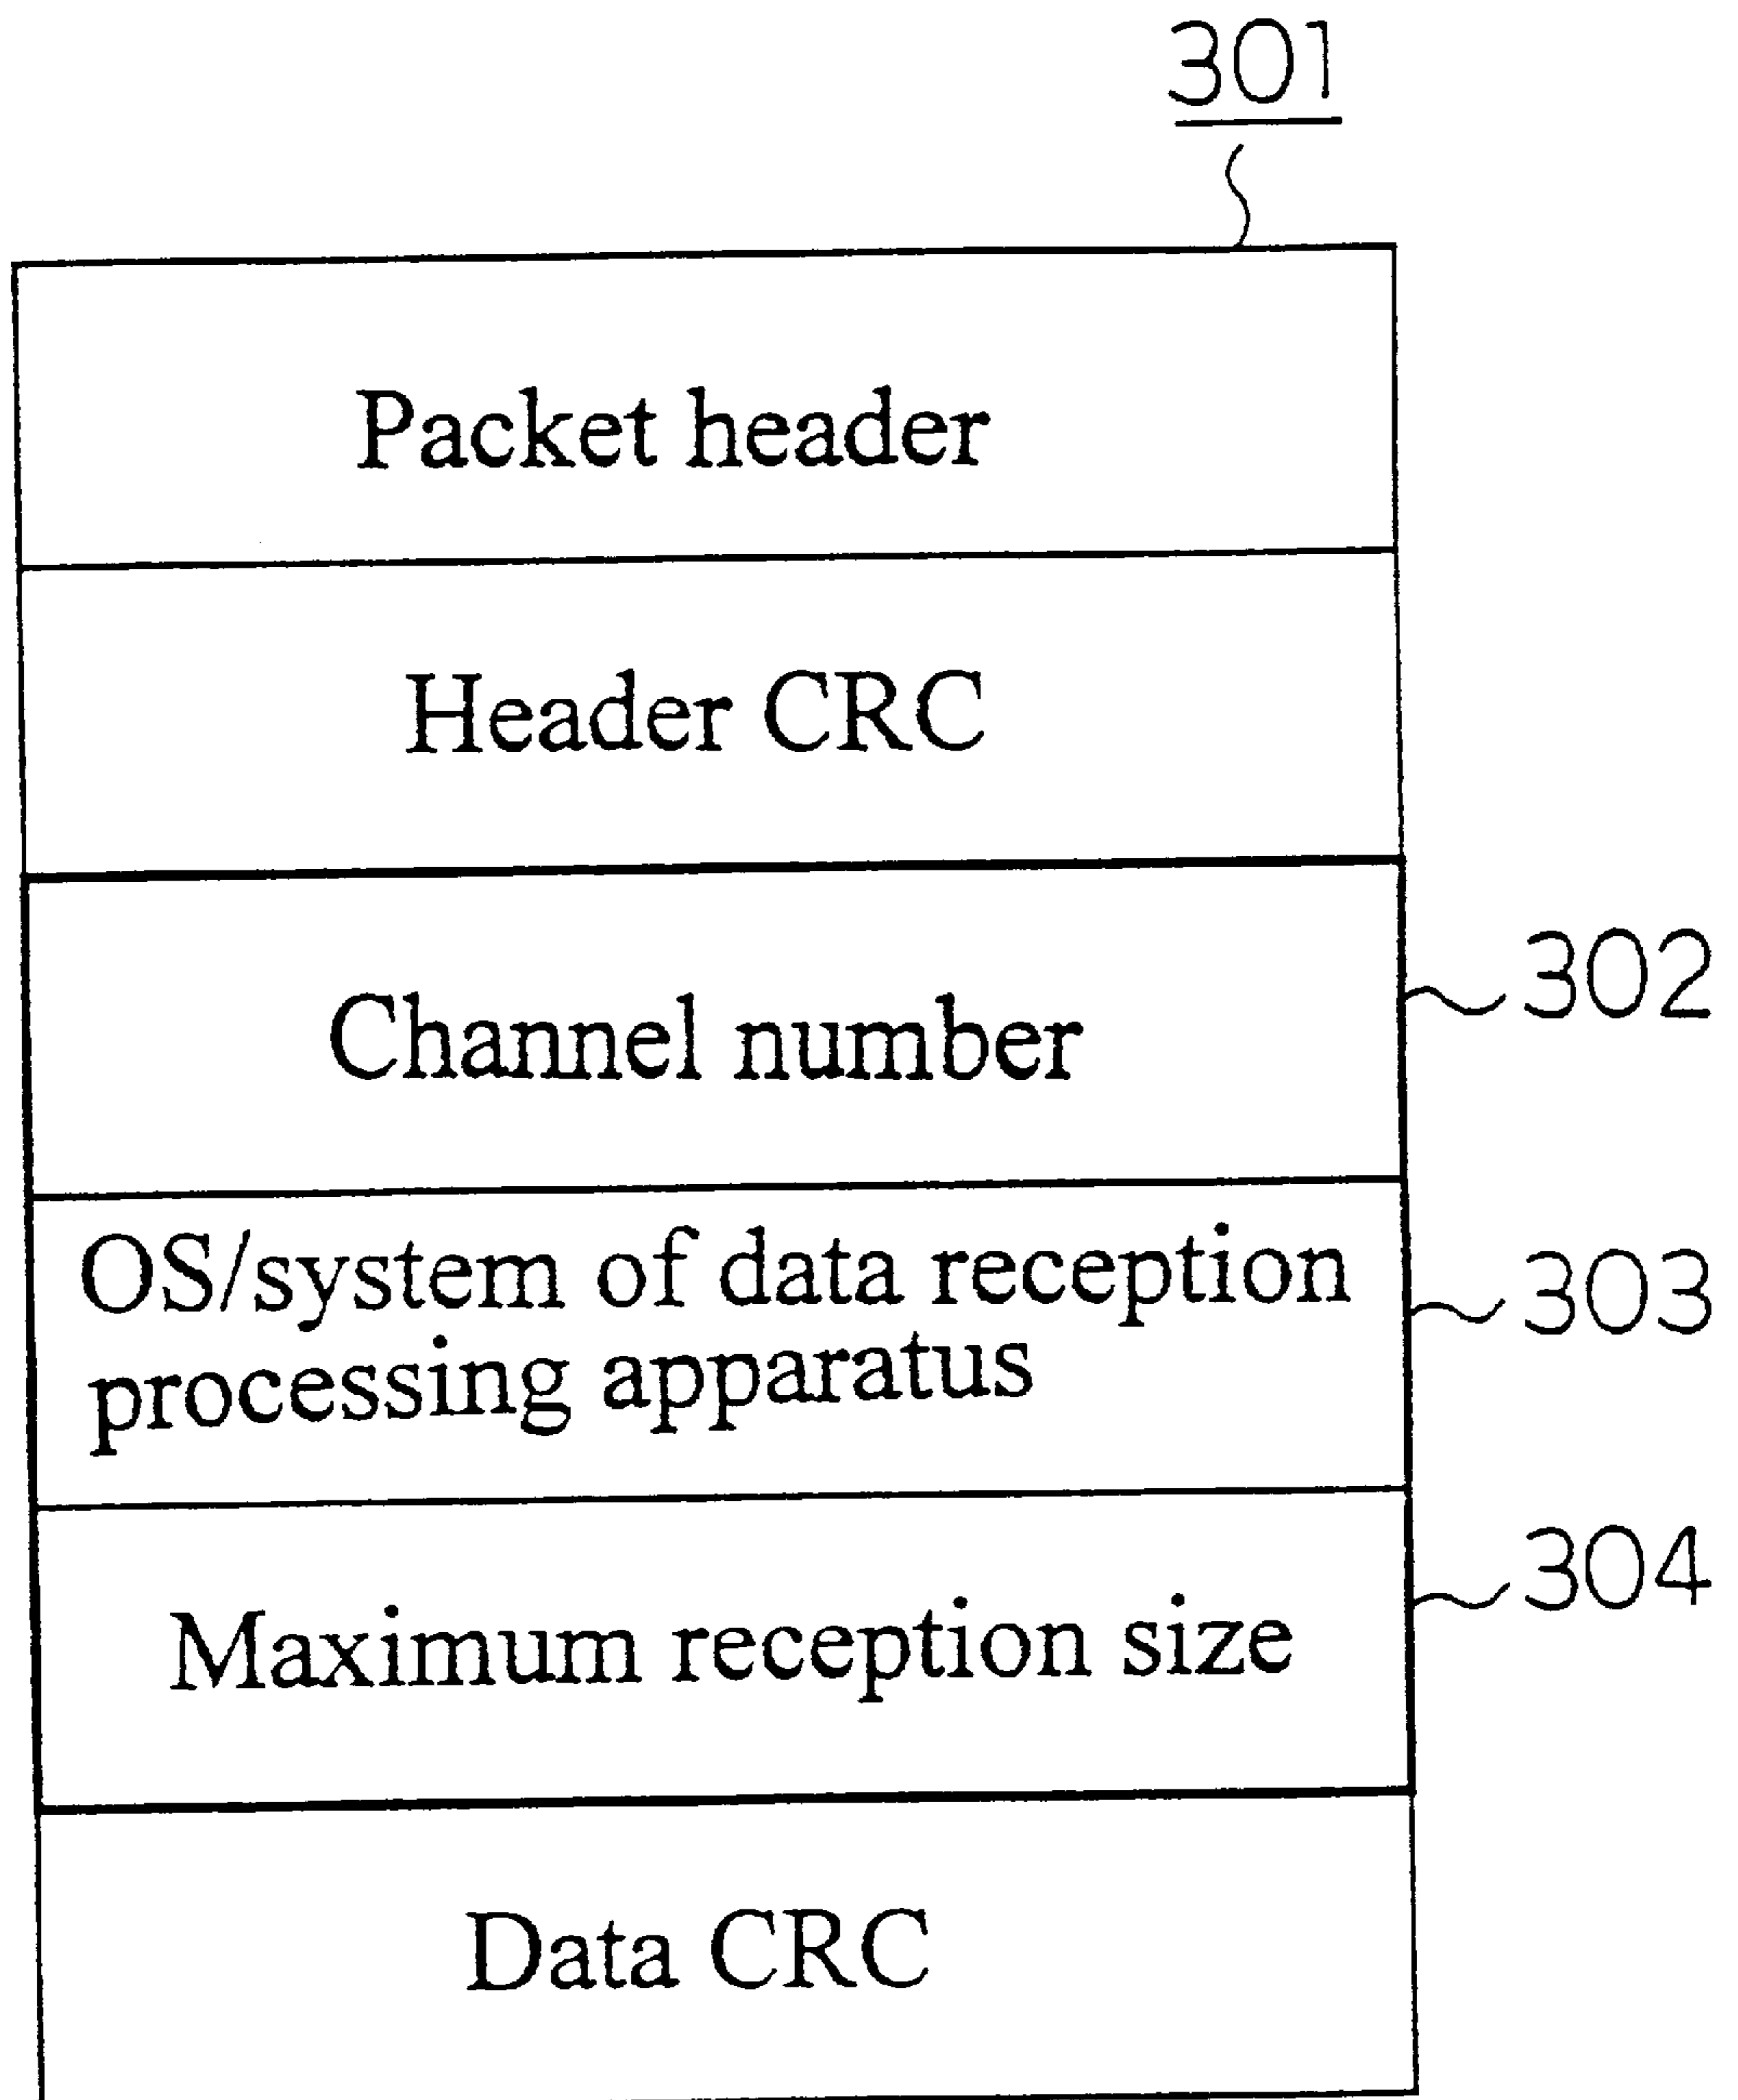 301
Packet header
Header CRC
Channel number
302
OS/system of data reception
processing apparatus
303
Maximum reception size
304
Data CRC